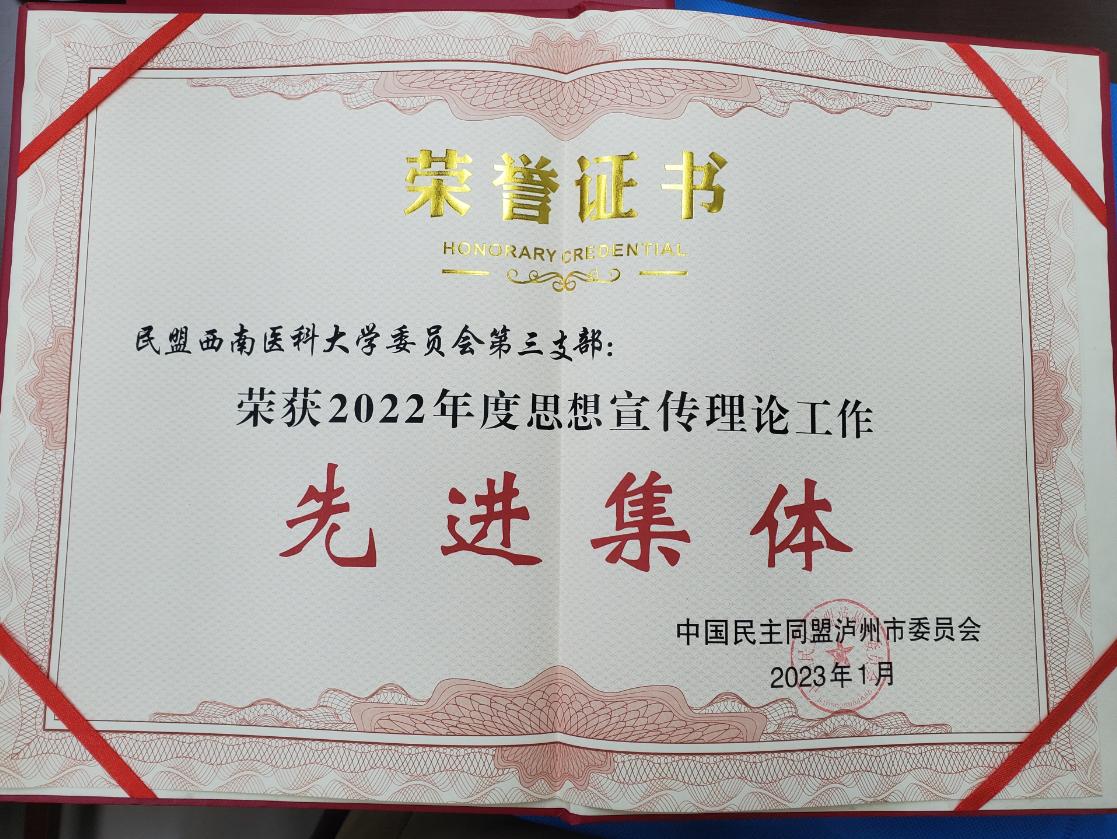 荣誉证书
HONORARY CREDENTIAL
民盟西南医科大学委员会第三支部：
荣获2022年度思想宣传理论工作
先进集体
中国民主同盟泸州市委员会
2023年1月